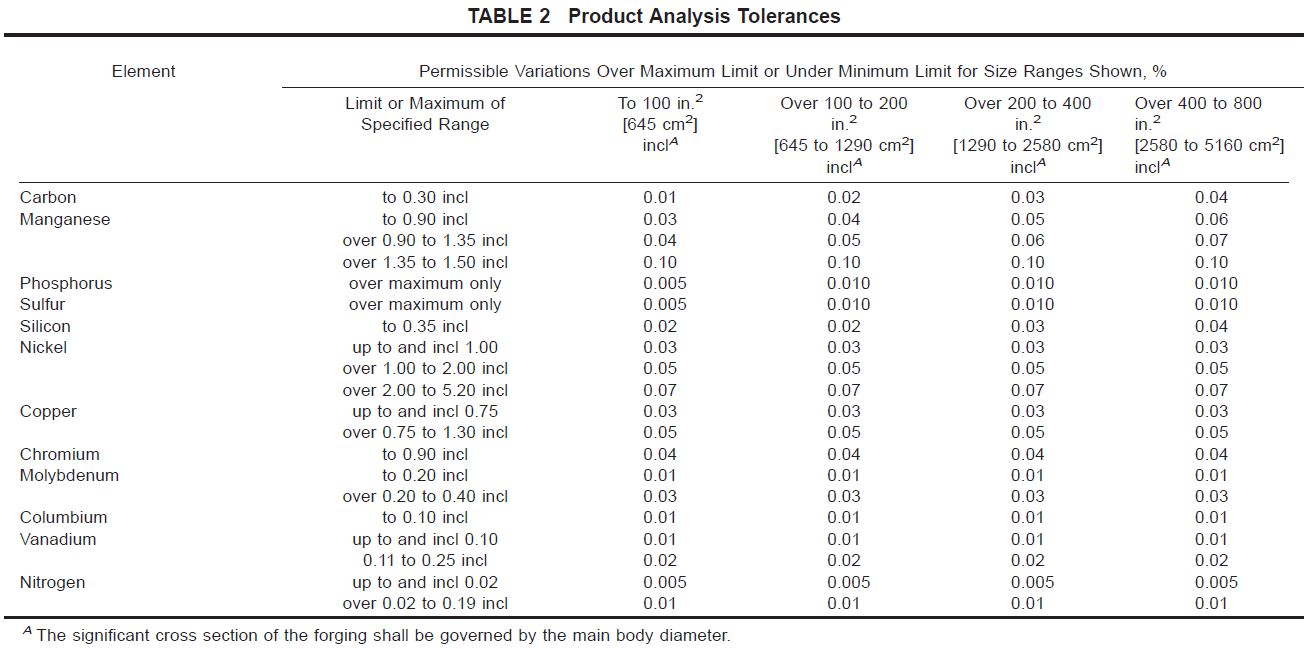 TABLE 2 Product Analysis Tolerances
Element Permissible Variations Over Maximum Limit or Under Minimum Limit for Size Ranges Shown, %
Limit or Maximum of To 100 in.² Over 100 to 200 Over 200 to 400 Over 400 to 800
Specified Range [645 cm²] in.² in.² in.²
inclᴬ [645 to 1290 cm²] [1290 to 2580 cm²] [2580 to 5160 cm²]
inclᴬ inclᴬ inclᴬ
Carbon to 0.30 incl 0.01 0.02 0.03 0.04
Manganese to 0.90 incl 0.03 0.04 0.05 0.06
over 0.90 to 1.35 incl 0.04 0.05 0.06 0.07
over 1.35 to 1.50 incl 0.10 0.10 0.10 0.10
Phosphorus over maximum only 0.005 0.010 0.010 0.010
Sulfur over maximum only 0.005 0.010 0.010 0.010
Silicon to 0.35 incl 0.02 0.02 0.03 0.04
Nickel up to and incl 1.00 0.03 0.03 0.03 0.03
over 1.00 to 2.00 incl 0.05 0.05 0.05 0.05
over 2.00 to 5.20 incl 0.07 0.07 0.07 0.07
Copper up to and incl 0.75 0.03 0.03 0.03 0.03
over 0.75 to 1.30 incl 0.05 0.05 0.05 0.05
Chromium to 0.90 incl 0.04 0.04 0.04 0.04
Molybdenum to 0.20 incl 0.01 0.01 0.01 0.01
over 0.20 to 0.40 incl 0.03 0.03 0.03 0.03
Columbium to 0.10 incl 0.01 0.01 0.01 0.01
Vanadium up to and incl 0.10 0.01 0.01 0.01 0.01
0.11 to 0.25 incl 0.02 0.02 0.02 0.02
Nitrogen up to and incl 0.02 0.005 0.005 0.005 0.005
over 0.02 to 0.19 incl 0.01 0.01 0.01 0.01
ᴬ The significant cross section of the forging shall be governed by the main body diameter.